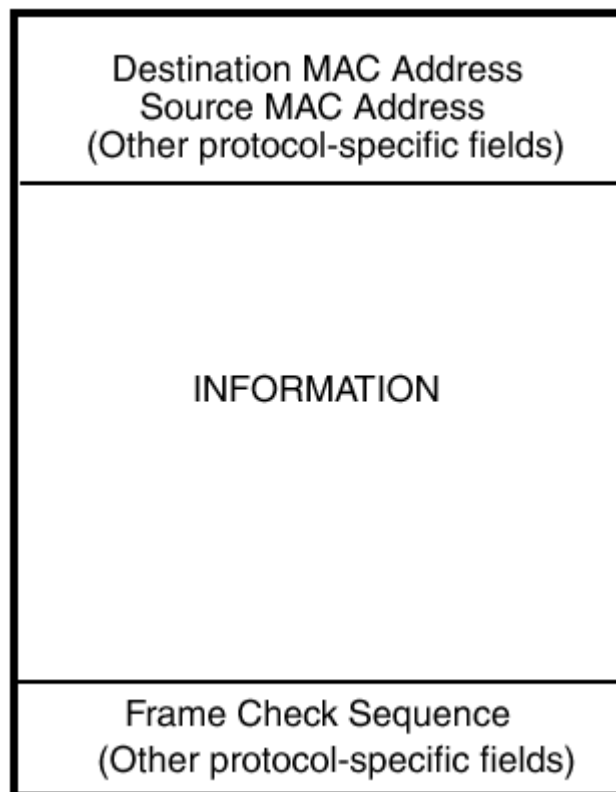 Destination MAC Address
Source MAC Address
(Other protocol-specific fields)
INFORMATION
Frame Check Sequence
(Other protocol-specific fields)